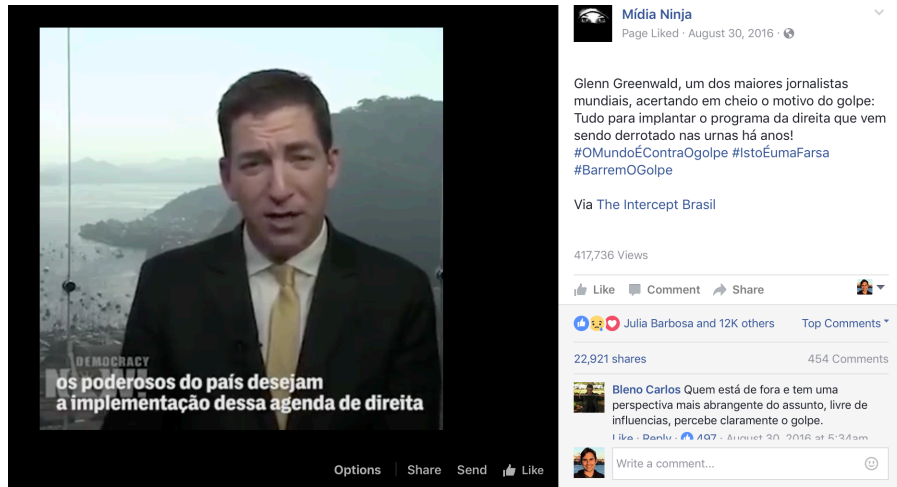 Mídia Ninja
Page Liked · August 30, 2016 ·
Glenn Greenwald, um dos maiores jornalistas
mundiais, acertando em cheio o motivo do golpe:
Tudo para implantar o programa da direita que vem
sendo derrotado nas urnas há anos!
#OMundoÉContraOgolpe #IstoÉumaFarsa
#BarremOGolpe
Via The Intercept Brasil
417,736 Views
Like Comment Share
Julia Barbosa and 12K others Top Comments
22,921 shares 454 Comments
Bleno Carlos Quem está de fora e tem uma
perspectiva mais abrangente do assunto, livre de
influencias, percebe claramente o golpe.
Like · Reply · 497 · August 30, 2016 at 5:34am
Write a comment...
DEMOCRACY
NOW!
os poderosos do país desejam
a implementação dessa agenda de direita
Options Share Send Like